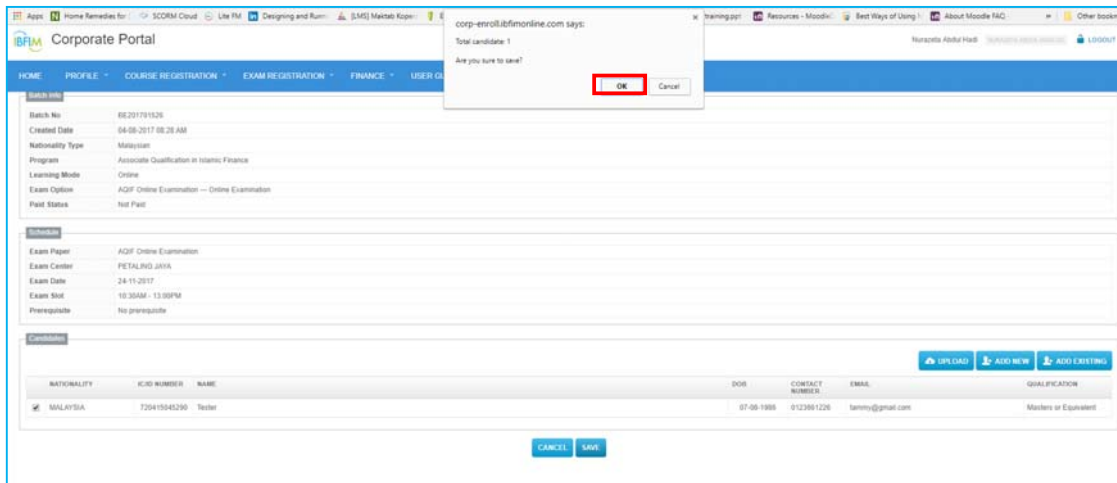 Apps Home Remedies for SCORM Cloud Lite FM Designing and Runni [LMS] Maktab Koper training.ppt Resources - Moodle Best Ways of Using About Moodle FAQ » Other bookm
IBFIM Corporate Portal
corp-enroll.ibfimonline.com says:
Total candidate: 1
Are you sure to save?
OK Cancel
Nurazeta Abdul Hadi LOGOUT
HOME PROFILE COURSE REGISTRATION EXAM REGISTRATION FINANCE USER GU
Batch Info
Batch No BE201791526
Created Date 04-08-2017 08:28 AM
Nationality Type Malaysian
Program Associate Qualification in Islamic Finance
Learning Mode Online
Exam Option AQIF Online Examination --- Online Examination
Paid Status Not Paid
Schedule
Exam Paper AQIF Online Examination
Exam Center PETALING JAYA
Exam Date 24-11-2017
Exam Slot 10:30AM - 13:00PM
Prerequisite No prerequisite
Candidates
UPLOAD ADD NEW ADD EXISTING
NATIONALITY IC/ID NUMBER NAME DOB CONTACT NUMBER EMAIL QUALIFICATION
MALAYSIA 720415045290 Tester 07-08-1986 0123661226 tammy@gmail.com Masters or Equivalent
CANCEL SAVE